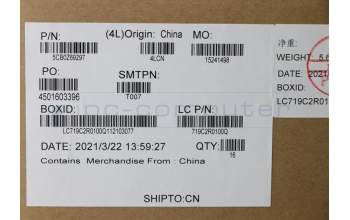 P/N: (4L)Origin: China MO:
5CB0Z69297 4LCN 15241498
PO: SMTPN:
4501603396 T007
BOXID: LC P/N:
LC719C2R0100Q112103077 719C2R0100Q
DATE: 2021/3/22 13:59:27 QTY:
16
Contains Merchandise From : China
SHIPTO:CN
净重:
WEIGHT: 5.6
DATE: 2021
BOXID:
LC719C2R01